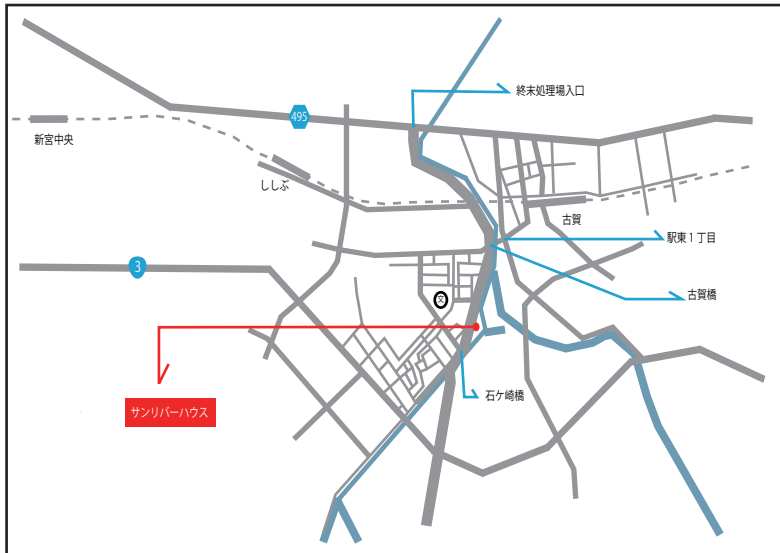 終末処理場入口
495
新宮中央
ししぶ
古賀
駅東1丁目
3
古賀橋
文
石ケ崎橋
サンリバーハウス